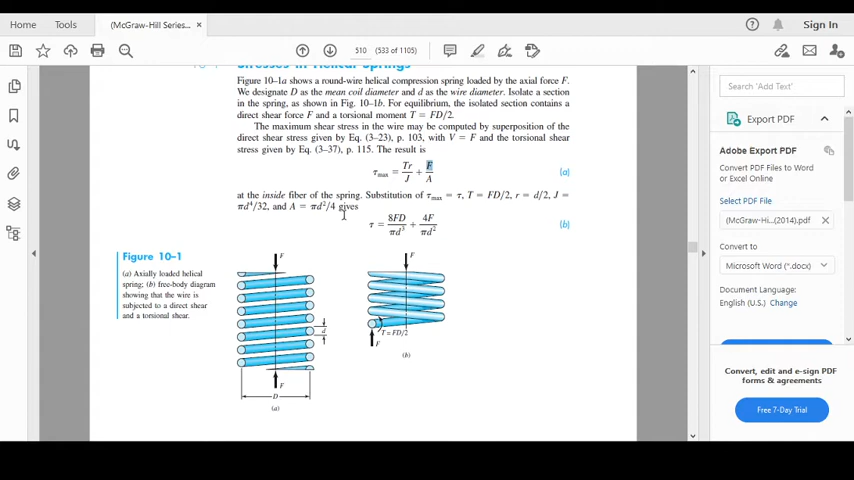 Home
Tools
(McGraw-Hill Series... ×
Sign In
510 (533 of 1105)
Stresses in Helical Springs
Figure 10–1a shows a round-wire helical compression spring loaded by the axial force F.
We designate D as the mean coil diameter and d as the wire diameter. Isolate a section
in the spring, as shown in Fig. 10–1b. For equilibrium, the isolated section contains a
direct shear force F and a torsional moment T = FD/2.
The maximum shear stress in the wire may be computed by superposition of the
direct shear stress given by Eq. (3–23), p. 103, with V = F and the torsional shear
stress given by Eq. (3–37), p. 115. The result is
τmax = Tr/J + F/A (a)
at the inside fiber of the spring. Substitution of τmax = τ, T = FD/2, r = d/2, J =
πd⁴/32, and A = πd²/4 gives
τ = 8FD/πd³ + 4F/πd² (b)
Figure 10–1
(a) Axially loaded helical
spring; (b) free-body diagram
showing that the wire is
subjected to a direct shear
and a torsional shear.
F
d
F
D
(a)
F
T = FD/2
F
(b)
Search 'Add Text'
Export PDF
Adobe Export PDF
Convert PDF Files to Word
or Excel Online
Select PDF File
(McGraw-Hi...(2014).pdf ×
Convert to
Microsoft Word (*.docx)
Document Language:
English (U.S.) Change
Convert, edit and e-sign PDF
forms & agreements
Free 7-Day Trial